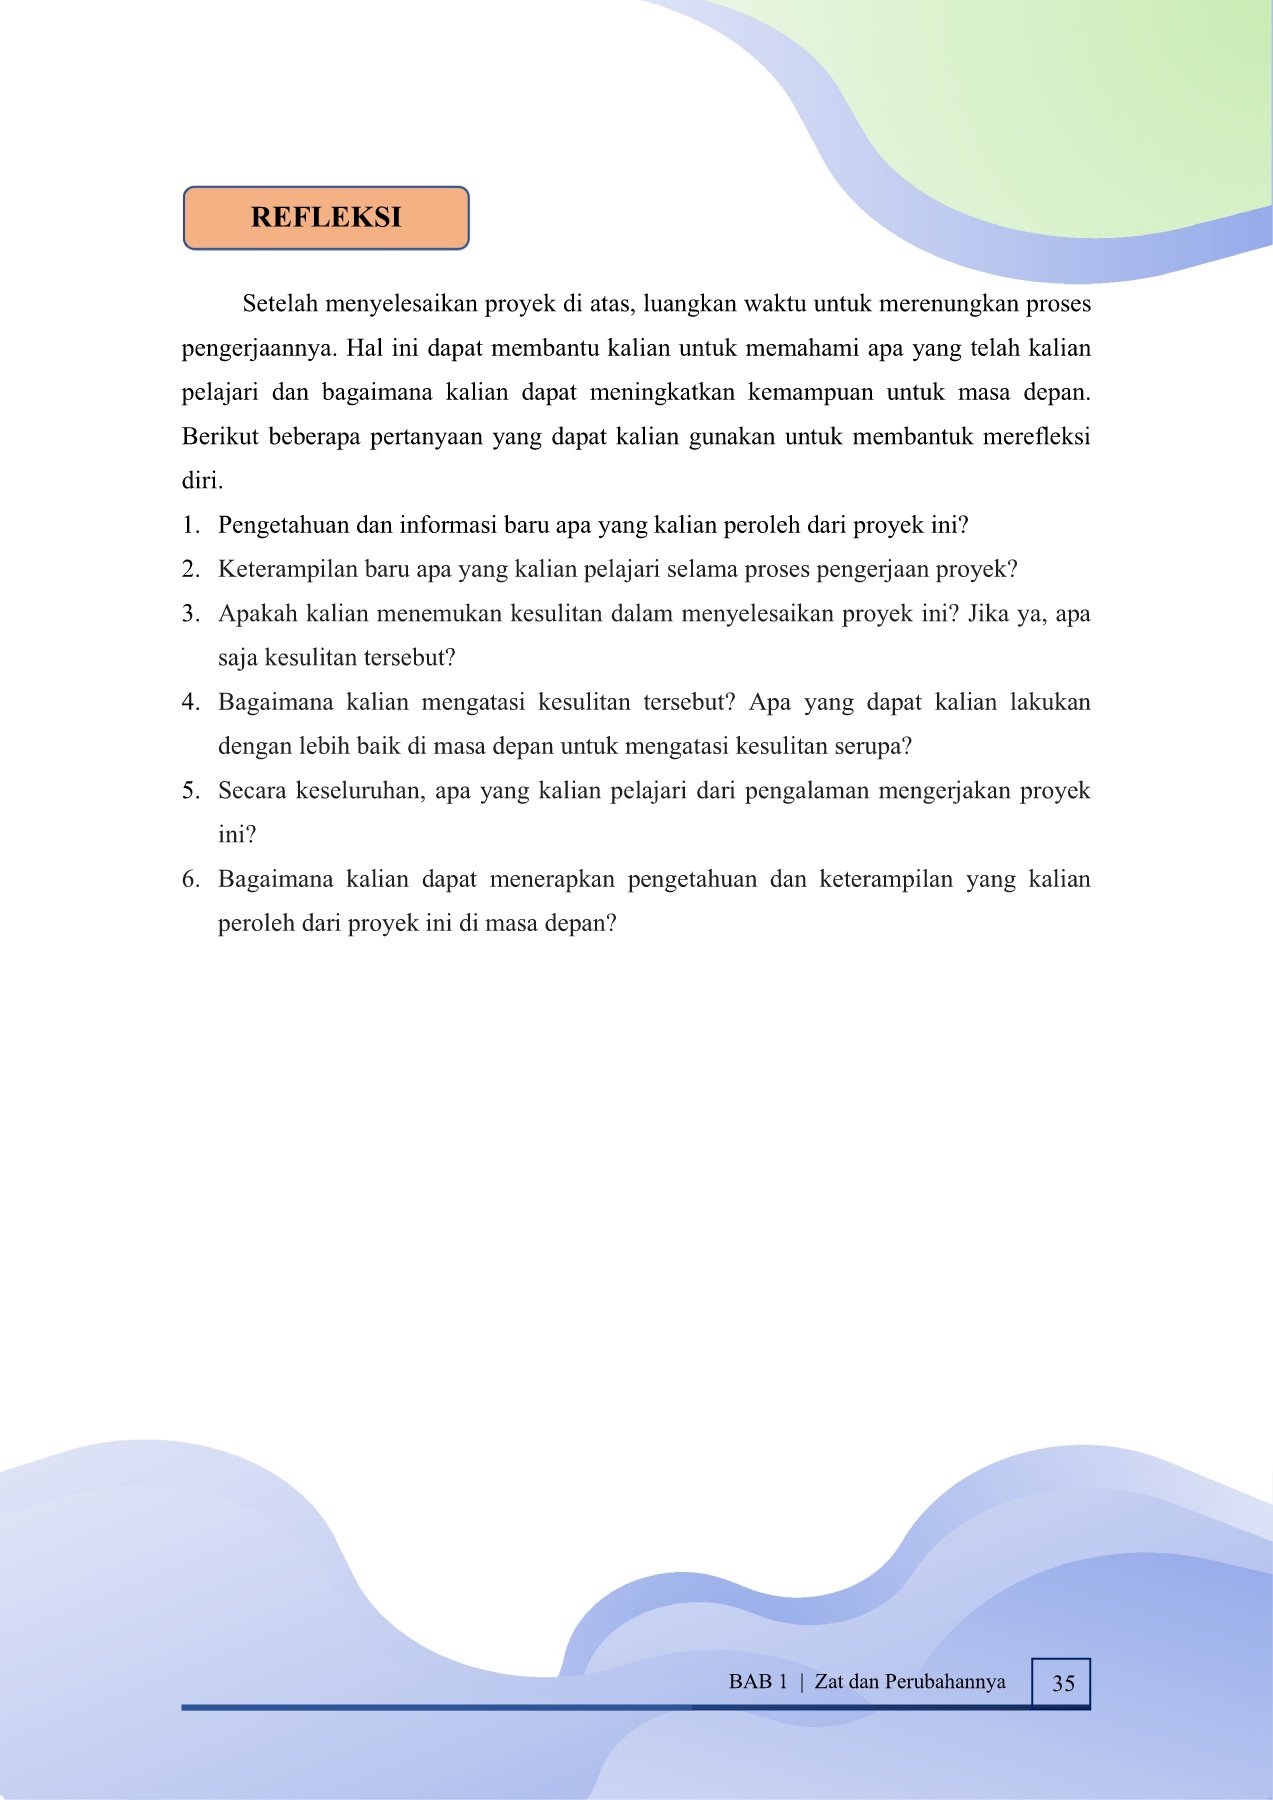 REFLEKSI
Setelah menyelesaikan proyek di atas, luangkan waktu untuk merenungkan proses
pengerjaannya. Hal ini dapat membantu kalian untuk memahami apa yang telah kalian
pelajari dan bagaimana kalian dapat meningkatkan kemampuan untuk masa depan.
Berikut beberapa pertanyaan yang dapat kalian gunakan untuk membantuk merefleksi
diri.
1. Pengetahuan dan informasi baru apa yang kalian peroleh dari proyek ini?
2. Keterampilan baru apa yang kalian pelajari selama proses pengerjaan proyek?
3. Apakah kalian menemukan kesulitan dalam menyelesaikan proyek ini? Jika ya, apa
saja kesulitan tersebut?
4. Bagaimana kalian mengatasi kesulitan tersebut? Apa yang dapat kalian lakukan
dengan lebih baik di masa depan untuk mengatasi kesulitan serupa?
5. Secara keseluruhan, apa yang kalian pelajari dari pengalaman mengerjakan proyek
ini?
6. Bagaimana kalian dapat menerapkan pengetahuan dan keterampilan yang kalian
peroleh dari proyek ini di masa depan?
BAB 1 | Zat dan Perubahannya 35